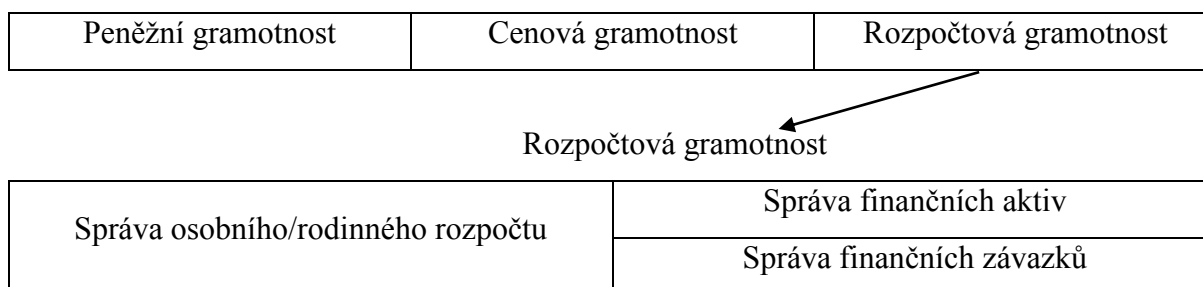 Peněžní gramotnost Cenová gramotnost Rozpočtová gramotnost
Rozpočtová gramotnost
Správa osobního/rodinného rozpočtu
Správa finančních aktiv
Správa finančních závazků